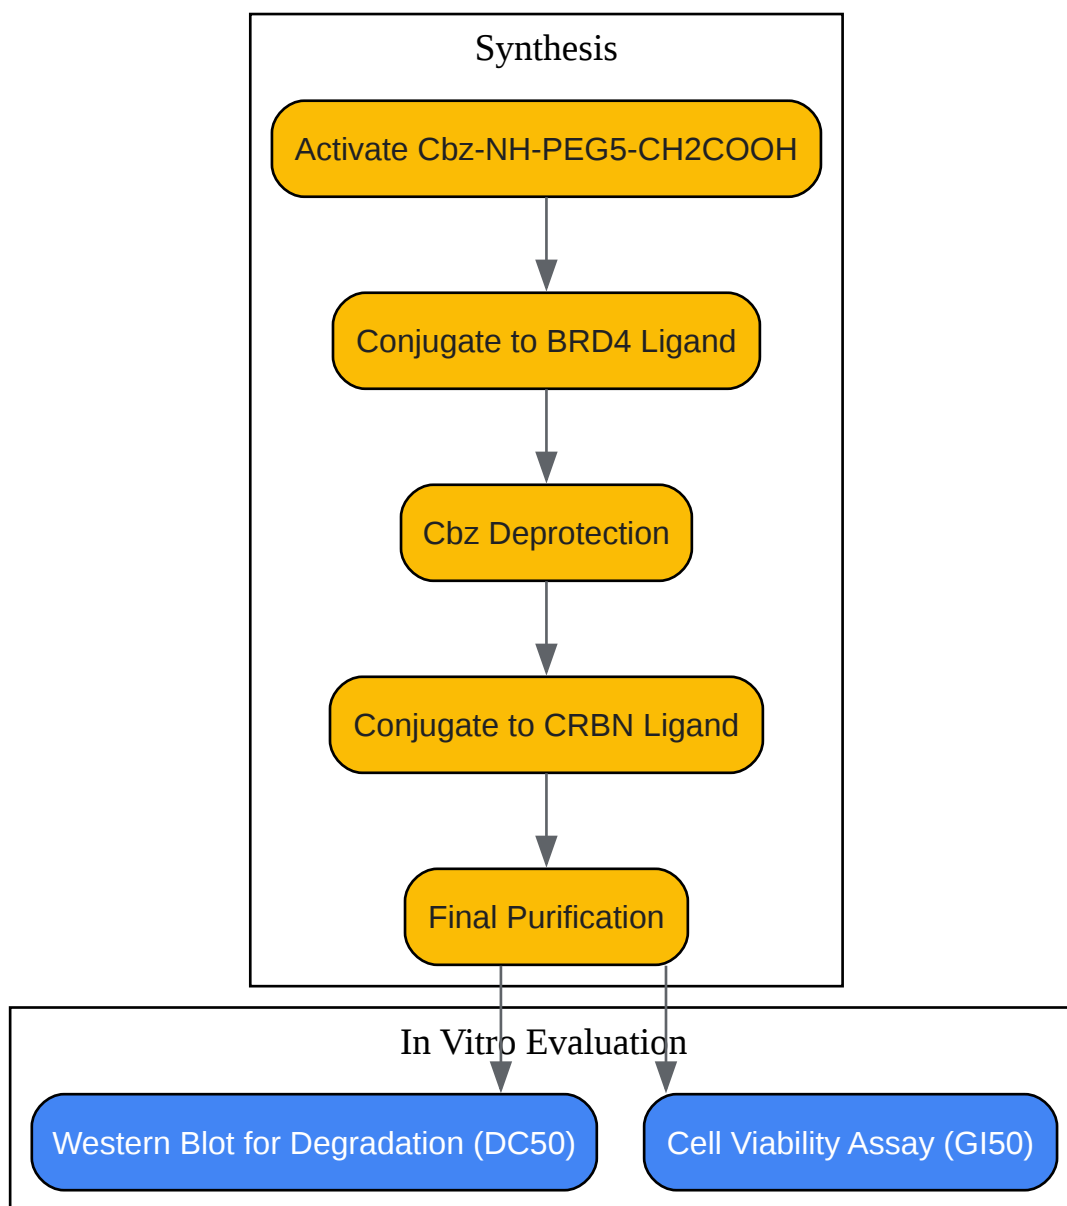 Synthesis
Activate Cbz-NH-PEG5-CH2COOH
Conjugate to BRD4 Ligand
Cbz Deprotection
Conjugate to CRBN Ligand
Final Purification
In Vitro Evaluation
Western Blot for Degradation (DC50)
Cell Viability Assay (GI50)